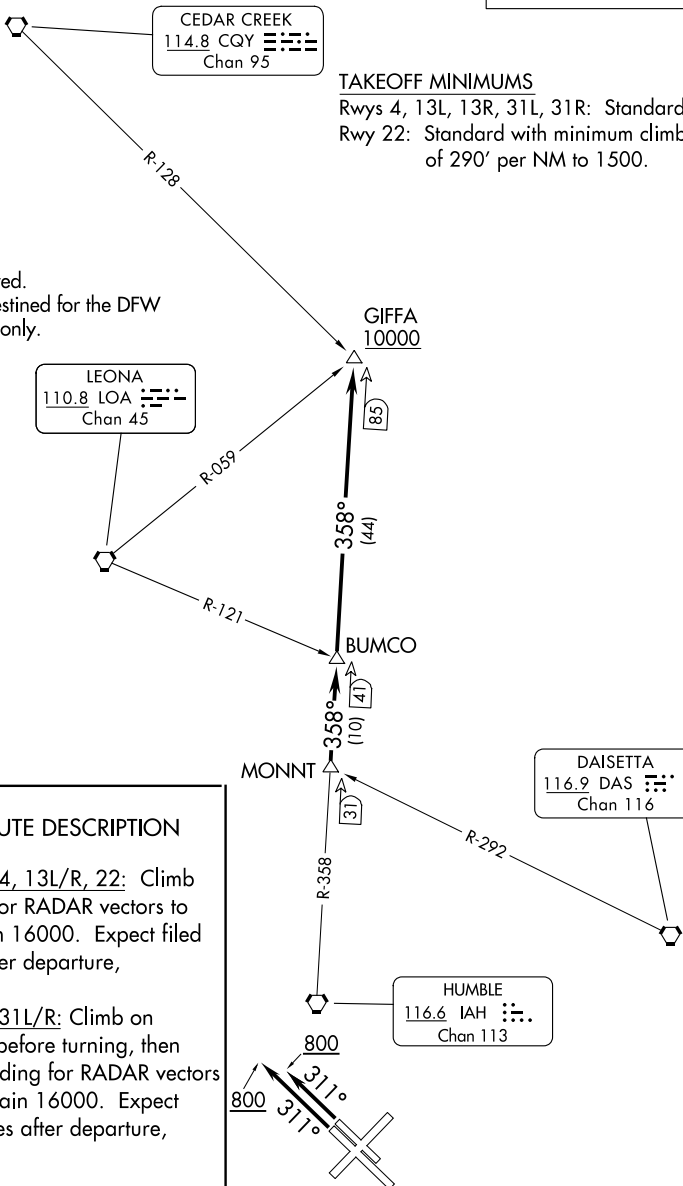 CEDAR CREEK
114.8 CQY
Chan 95
TAKEOFF MINIMUMS
Rwys 4, 13L, 13R, 31L, 31R: Standard
Rwy 22: Standard with minimum climb
of 290' per NM to 1500.
R-128
estined for the DFW
only.
GIFFA
10000
LEONA
110.8 LOA
Chan 45
85
R-059
358°
(44)
R-121
BUMCO
41
358°
(10)
MONNT
31
DAISETTA
116.9 DAS
Chan 116
R-292
R-358
UTE DESCRIPTION
4, 13L/R, 22: Climb
or RADAR vectors to
16000. Expect filed
er departure,
HUMBLE
116.6 IAH
Chan 113
31L/R: Climb on
before turning, then
ding for RADAR vectors
ain 16000. Expect
es after departure,
800
311°
800
311°